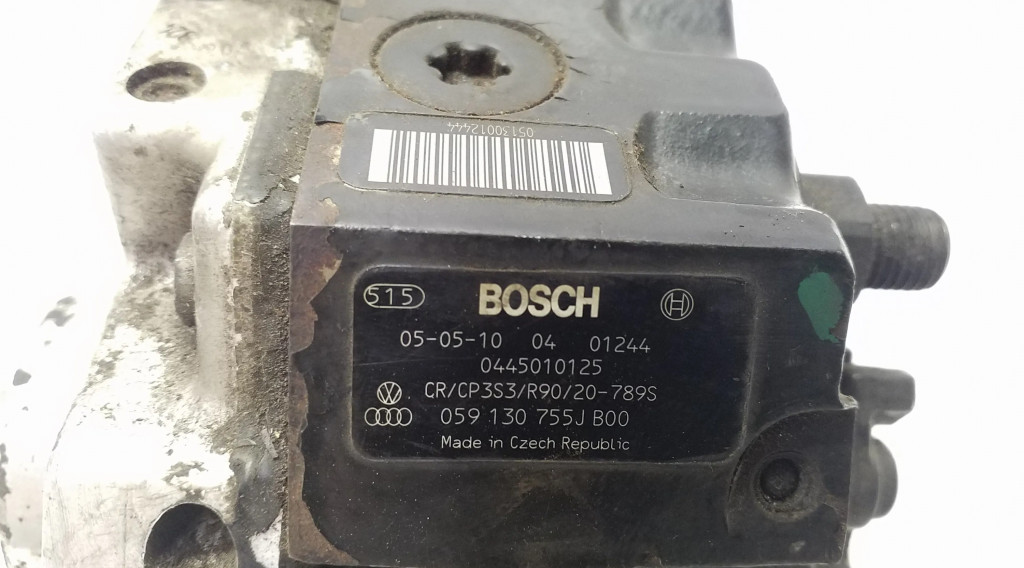 05130012444
515 BOSCH
05-05-10 04 01244
0445010125
CR/CP3S3/R90/20-789S
059 130 755J B00
Made in Czech Republic